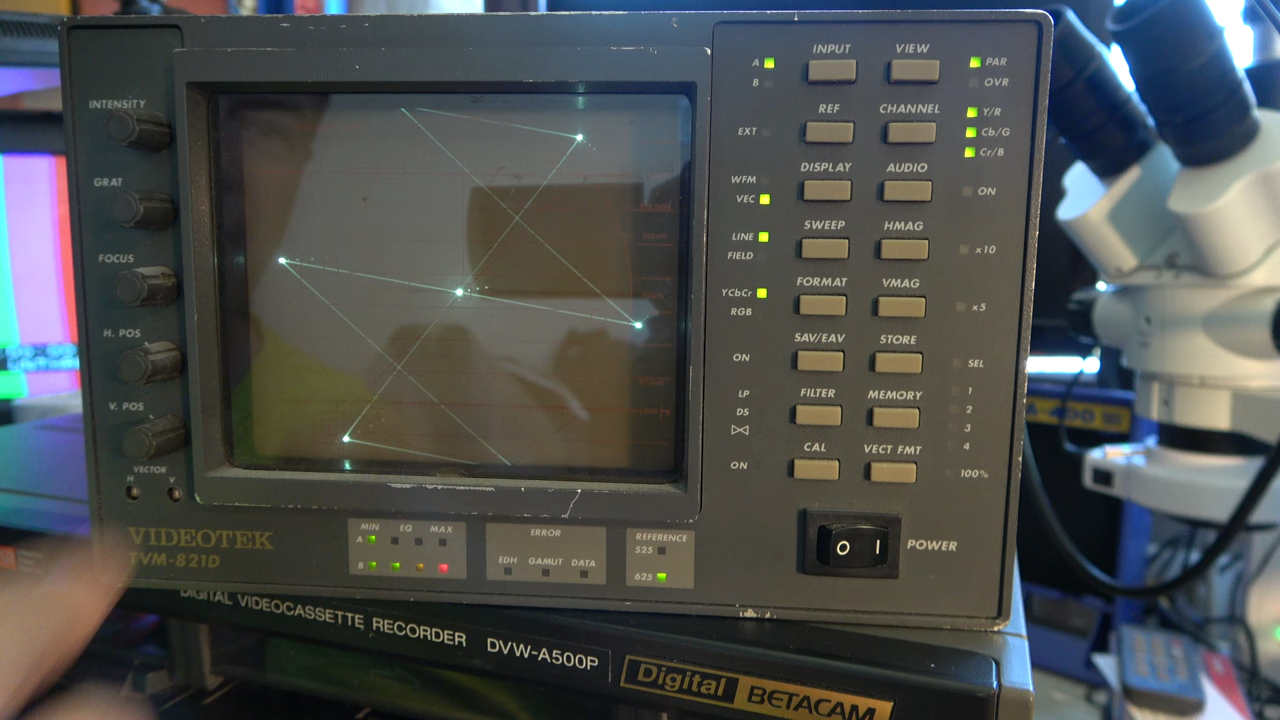 INTENSITY
GRAT
FOCUS
H. POS
V. POS
VECTOR
H V
VIDEOTEK
TVM-821D
MIN EQ MAX
A
B
ERROR
EDH GAMUT DATA
REFERENCE
525
625
INPUT VIEW
A PAR
B OVR
REF CHANNEL
Y/R
EXT Cb/G
Cr/B
DISPLAY AUDIO
WFM
VEC ON
SWEEP HMAG
LINE
FIELD x10
FORMAT VMAG
YCbCr
RGB x5
SAV/EAV STORE
ON SEL
FILTER MEMORY
LP 1
DS 2
3
4
CAL VECT FMT
ON 100%
O I POWER
DIGITAL VIDEOCASSETTE RECORDER DVW-A500P
Digital BETACAM